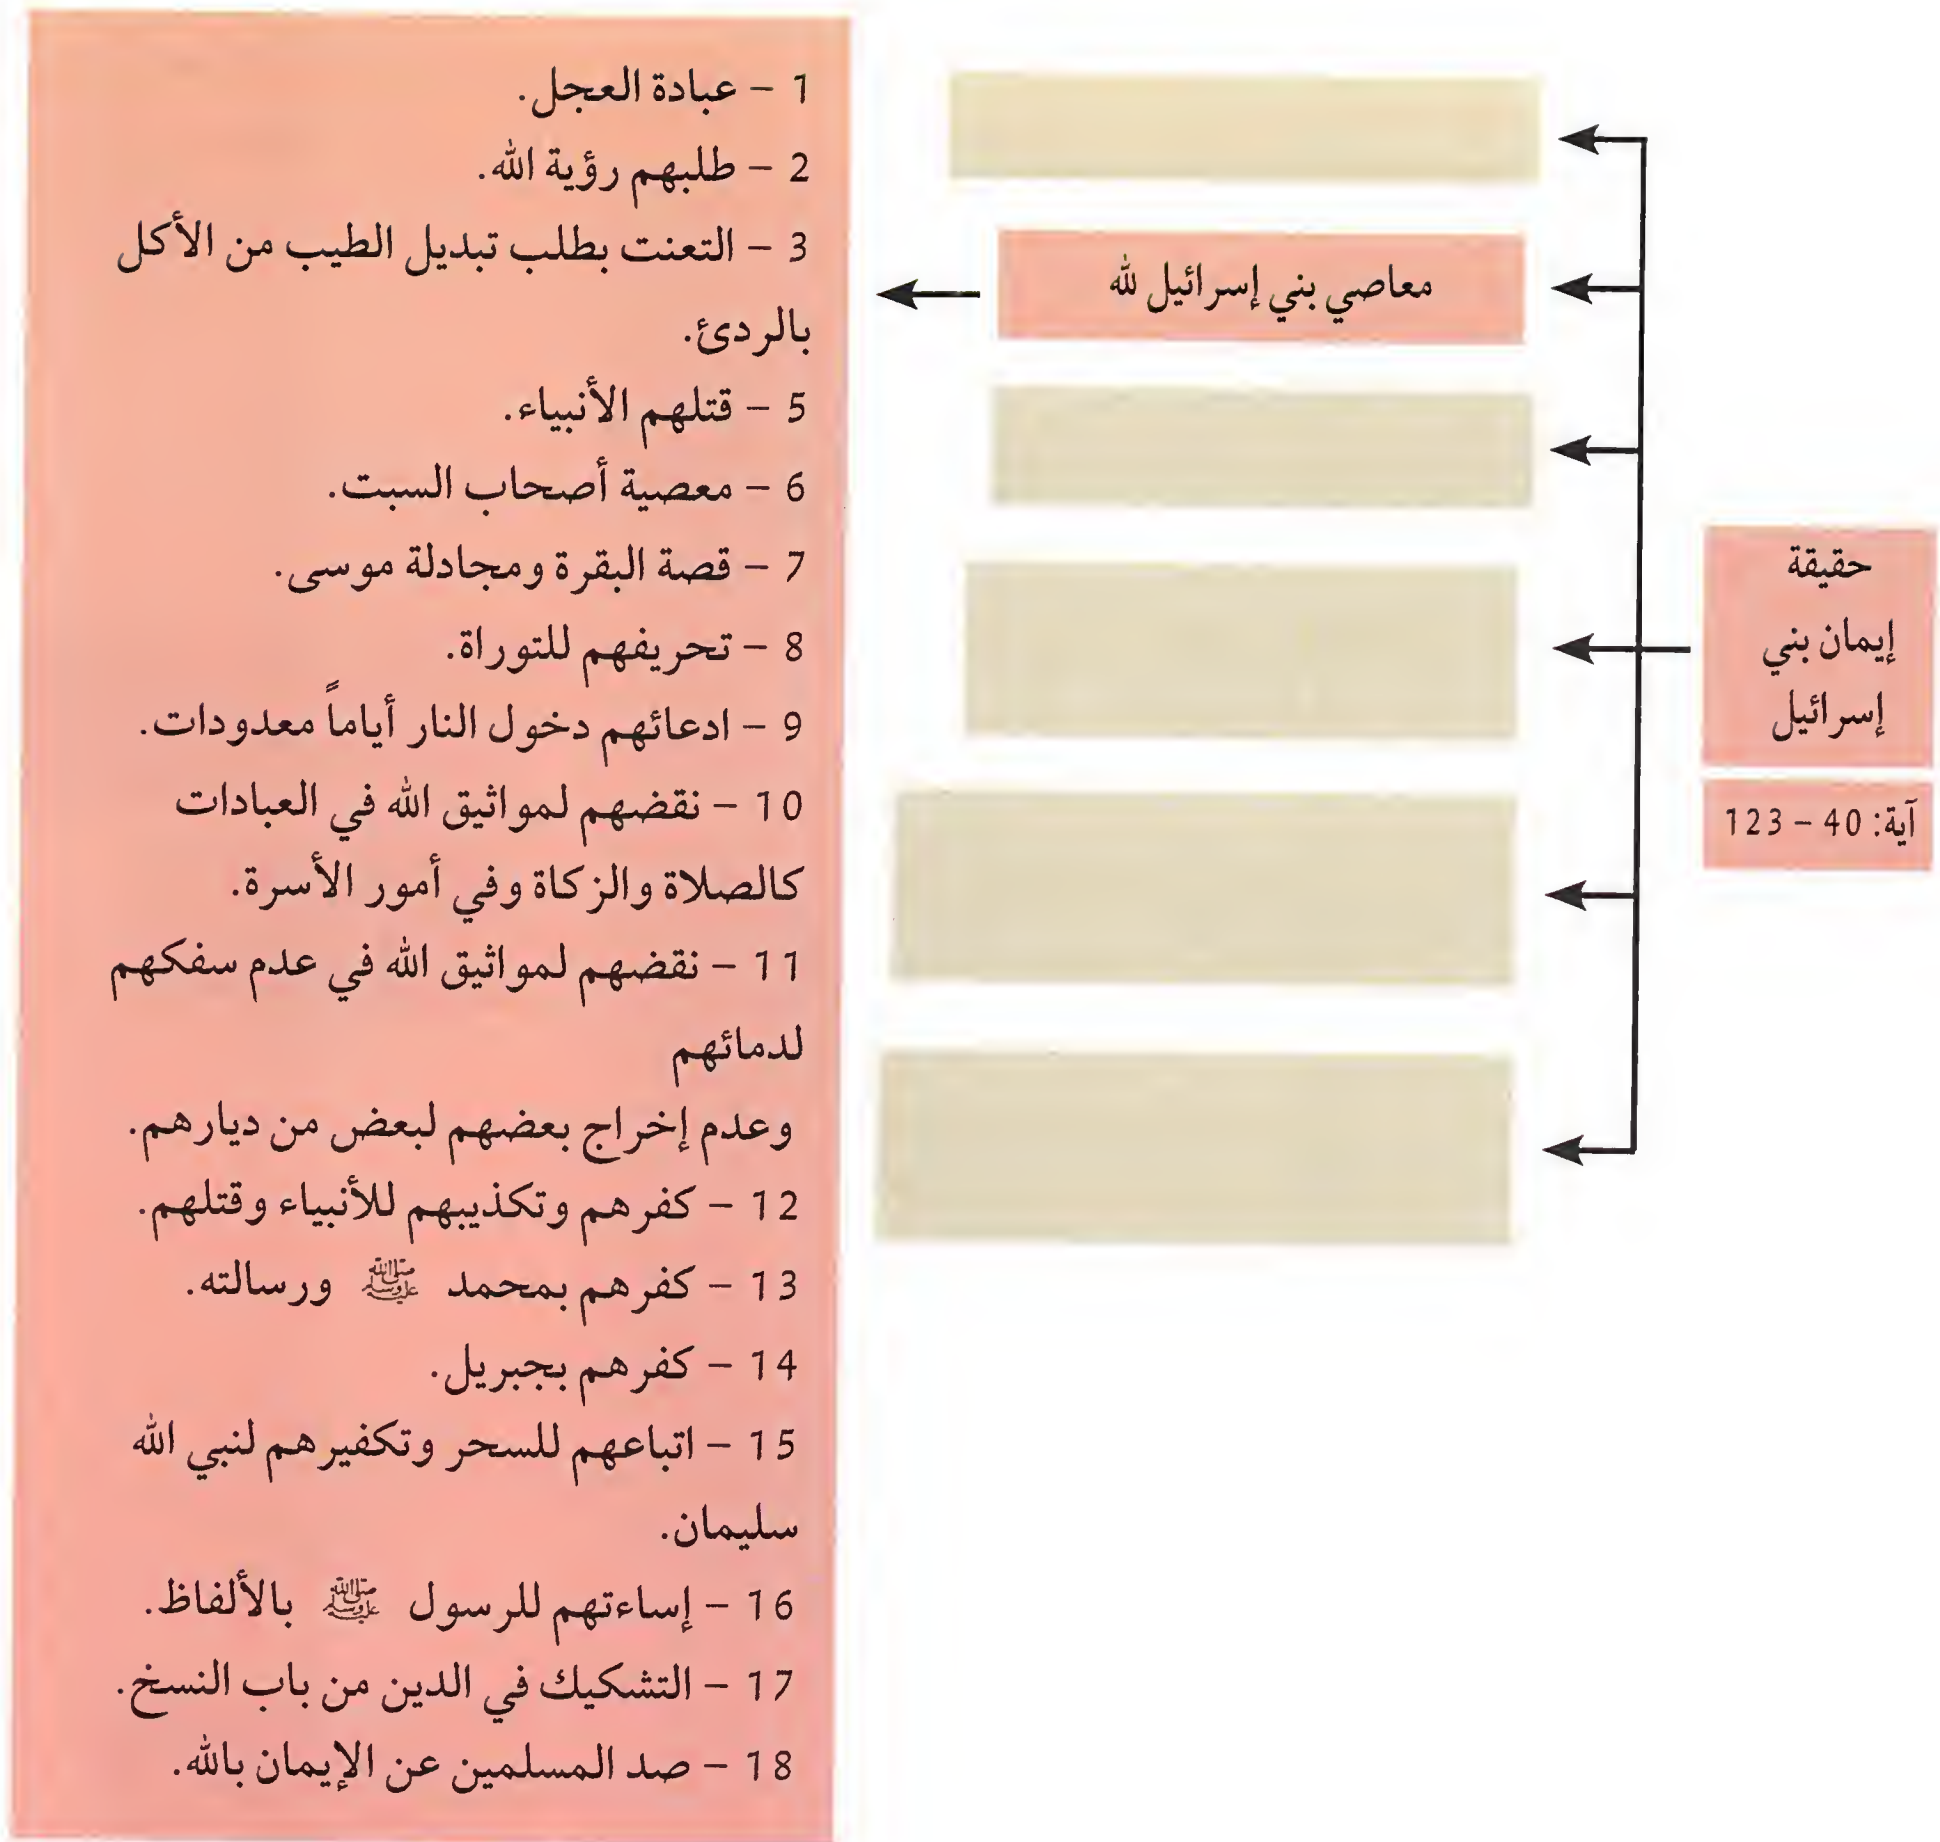 حقيقة
إيمان بني
إسرائيل
آية: 40 – 123
معاصي بني إسرائيل لله
1 – عبادة العجل.
2 – طلبهم رؤية الله.
3 – التعنت بطلب تبديل الطيب من الأكل
بالردئ.
5 – قتلهم الأنبياء.
6 – معصية أصحاب السبت.
7 – قصة البقرة ومجادلة موسى.
8 – تحريفهم للتوراة.
9 – ادعائهم دخول النار أياماً معدودات.
10 – نقضهم لمواثيق الله في العبادات
كالصلاة والزكاة وفي أمور الأسرة.
11 – نقضهم لمواثيق الله في عدم سفكهم
لدمائهم
وعدم إخراج بعضهم لبعض من ديارهم.
12 – كفرهم وتكذيبهم للأنبياء وقتلهم.
13 – كفرهم بمحمد ﷺ ورسالته.
14 – كفرهم بجبريل.
15 – اتباعهم للسحر وتكفيرهم لنبي الله
سليمان.
16 – إساءتهم للرسول ﷺ بالألفاظ.
17 – التشكيك في الدين من باب النسخ.
18 – صد المسلمين عن الإيمان بالله.